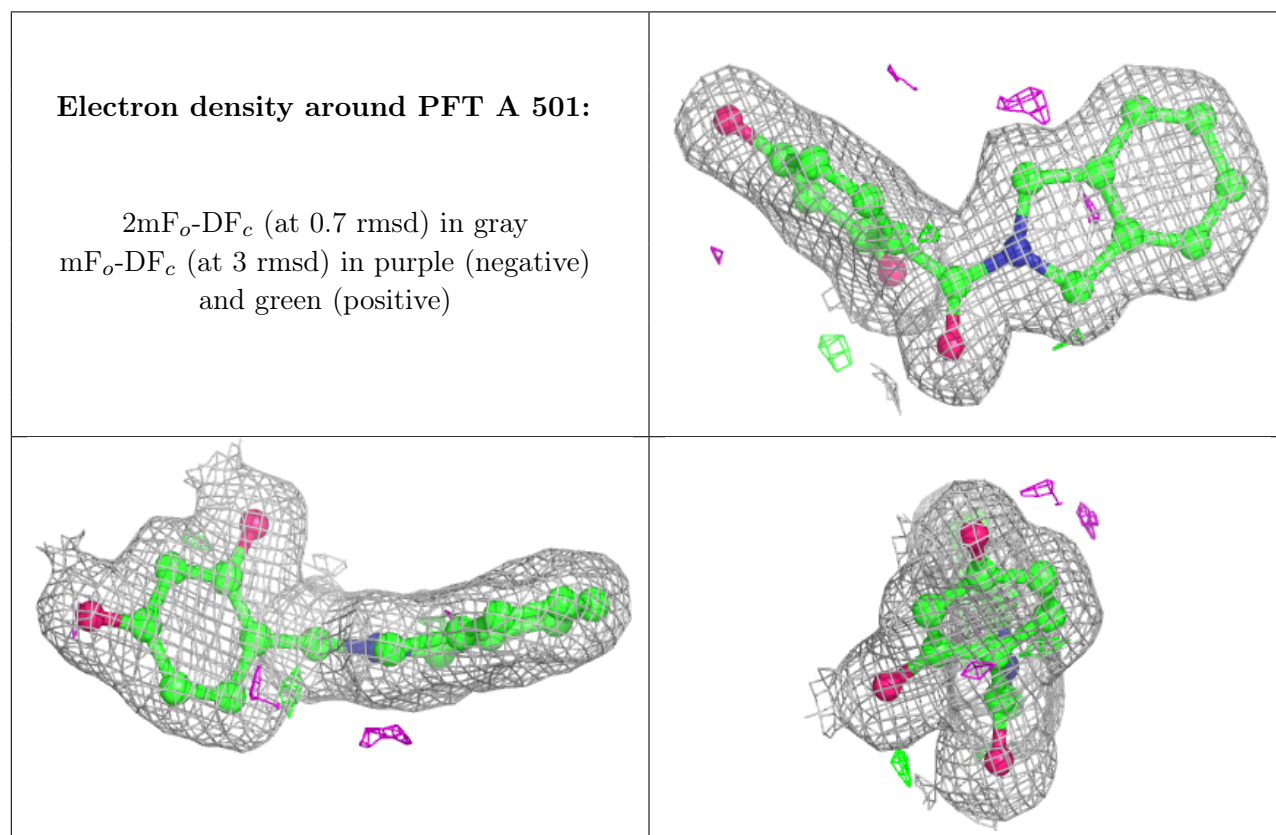 Electron density around PFT A 501:
2mFo-DFc (at 0.7 rmsd) in gray
mFo-DFc (at 3 rmsd) in purple (negative)
and green (positive)